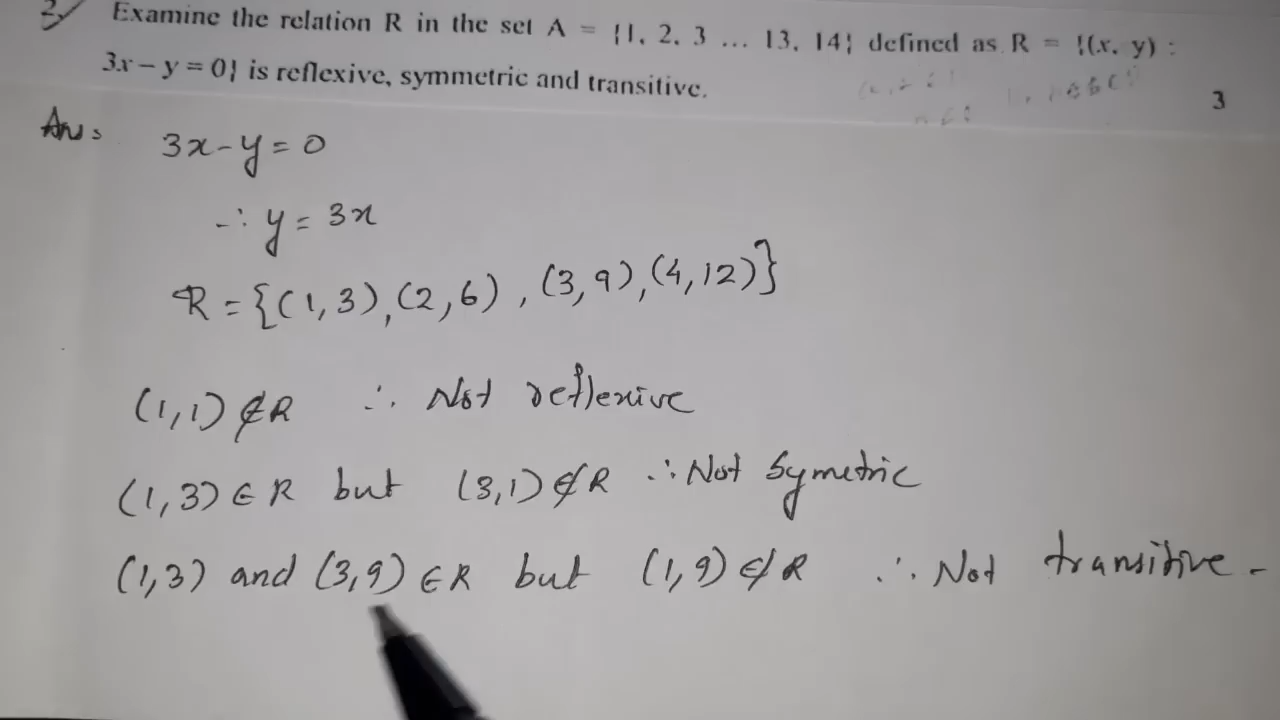 2. Examine the relation R in the set A = {1, 2, 3 ... 13, 14} defined as R = {(x, y) :
3x – y = 0} is reflexive, symmetric and transitive.
3
Ans: 3x - y = 0
∴ y = 3x
R = {(1,3), (2,6), (3,9), (4,12)}
(1,1) ∉ R ∴ Not reflexive
(1,3) ∈ R but (3,1) ∉ R ∴ Not Symetric
(1,3) and (3,9) ∈ R but (1,9) ∉ R ∴ Not transitive.